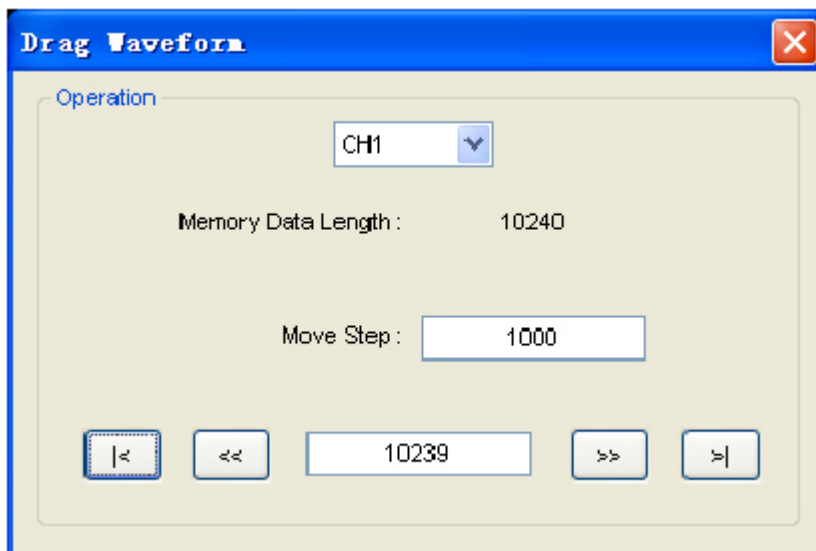 Drag Waveform
Operation
CH1
Memory Data Length : 10240
Move Step : 1000
|< << 10239 >> >|